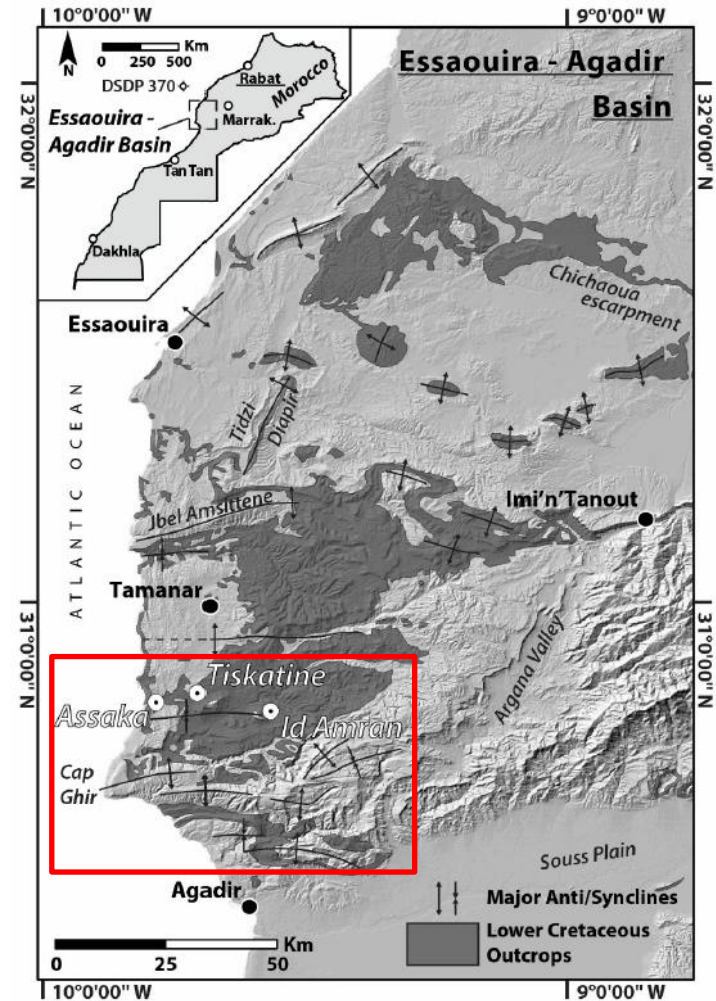 10°0'00" W
9°0'00" W
0 250 500 Km
N
DSDP 370
Rabat
Morocco
Marrak.
Essaouira -
Agadir Basin
Tan Tan
Dakhla
Essaouira - Agadir
Basin
32°0'00" N
32°0'00" N
Chichaoua
escarpment
Essaouira
Tidzi
Diapir
ATLANTIC OCEAN
Jbel Amsittene
Imi'n'Tanout
Tamanar
31°0'00" N
31°0'00" N
Argana Valley
Tiskatine
Assaka
Id Amran
Cap
Ghir
Souss Plain
Agadir
Major Anti/Synclines
Lower Cretaceous
Outcrops
Km
0 25 50
10°0'00" W
9°0'00" W